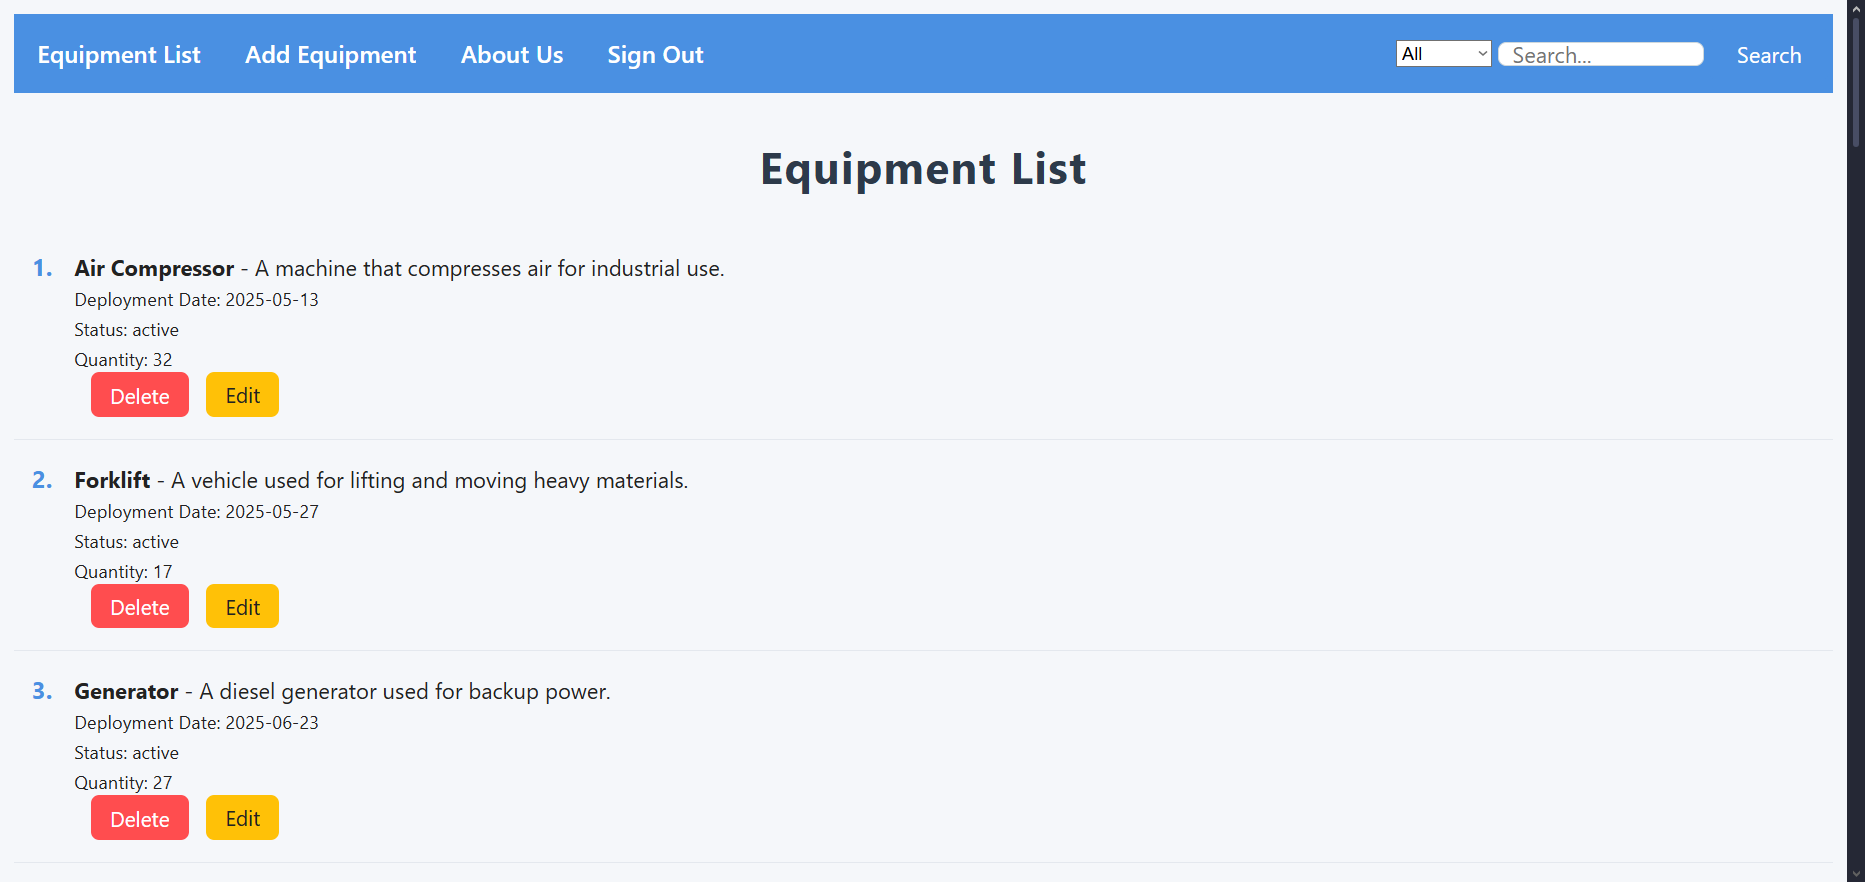 Equipment List Add Equipment About Us Sign Out All Search... Search
Equipment List
1. Air Compressor - A machine that compresses air for industrial use.
Deployment Date: 2025-05-13
Status: active
Quantity: 32
Delete Edit
2. Forklift - A vehicle used for lifting and moving heavy materials.
Deployment Date: 2025-05-27
Status: active
Quantity: 17
Delete Edit
3. Generator - A diesel generator used for backup power.
Deployment Date: 2025-06-23
Status: active
Quantity: 27
Delete Edit